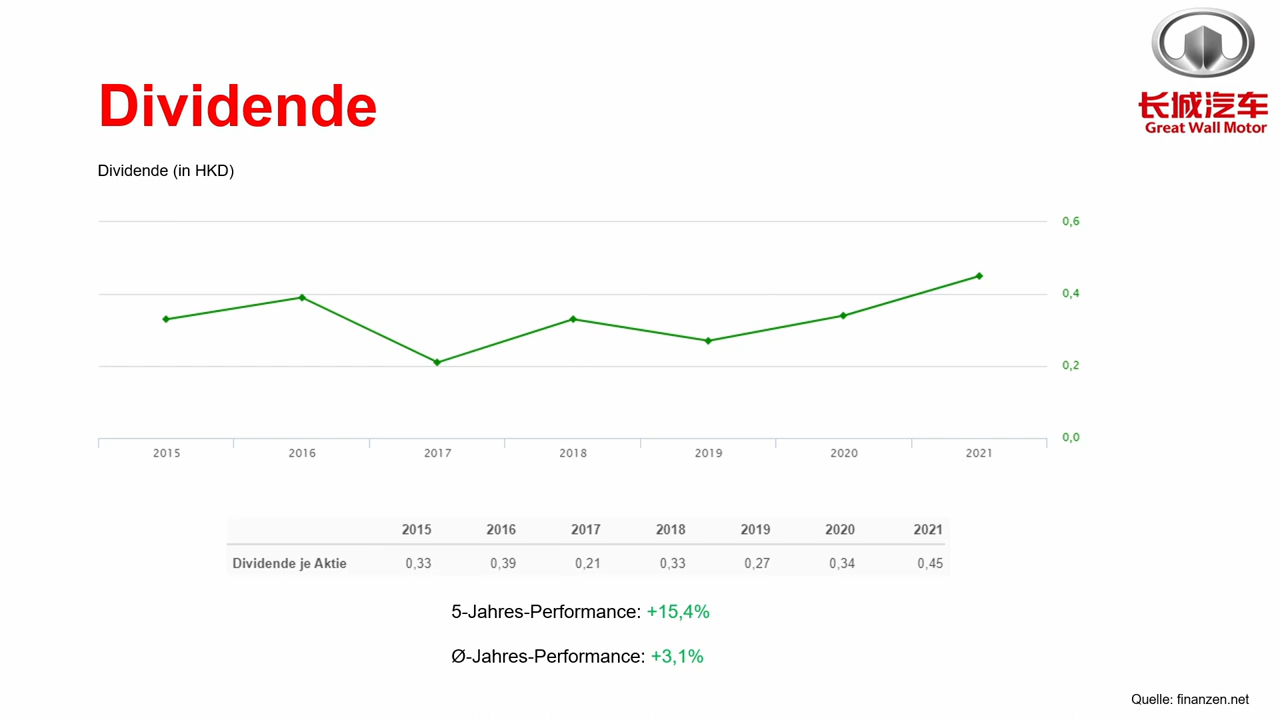 长城汽车
Great Wall Motor
Dividende
Dividende (in HKD)
0,6
0,4
0,2
0,0
2015 2016 2017 2018 2019 2020 2021
2015 2016 2017 2018 2019 2020 2021
Dividende je Aktie 0,33 0,39 0,21 0,33 0,27 0,34 0,45
5-Jahres-Performance: +15,4%
Ø-Jahres-Performance: +3,1%
Quelle: finanzen.net